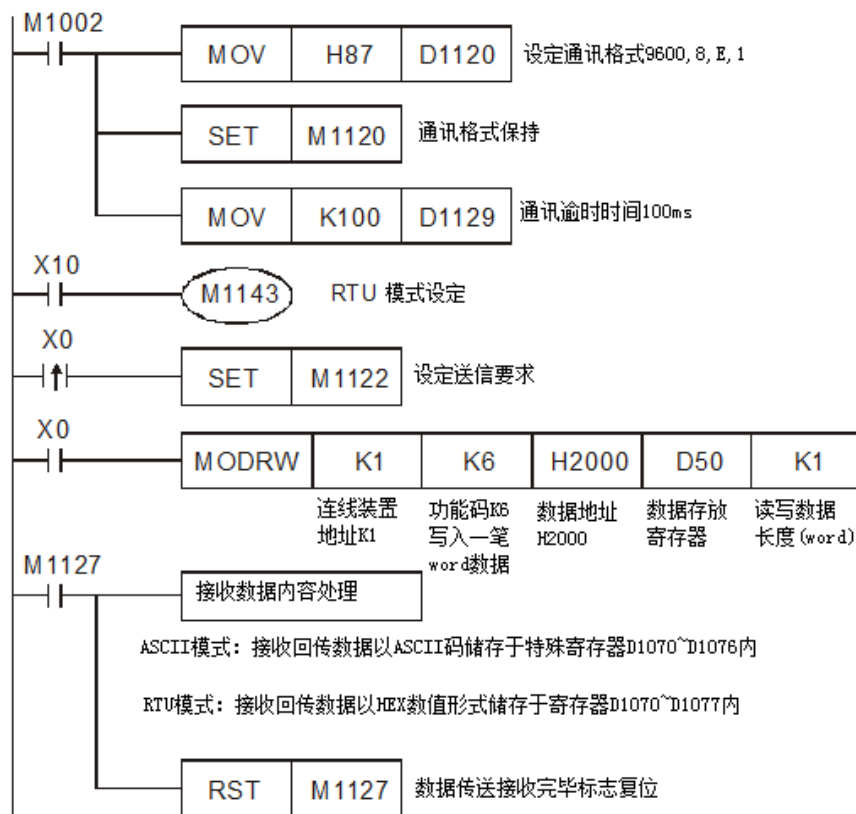 M1002
MOV H87 D1120 设定通讯格式9600,8,E,1
SET M1120 通讯格式保持
MOV K100 D1129 通讯逾时时间100ms
X10
M1143 RTU 模式设定
X0
SET M1122 设定送信要求
X0
MODRW K1 K6 H2000 D50 K1
连线装置 功能码K6 数据地址 数据存放 读写数据
地址K1 写入一笔 H2000 寄存器 长度(word)
word数据
M1127
接收数据内容处理
ASCII模式：接收回传数据以ASCII码储存于特殊寄存器D1070~D1076内
RTU模式：接收回传数据以HEX数值形式储存于寄存器D1070~D1077内
RST M1127 数据传送接收完毕标志复位